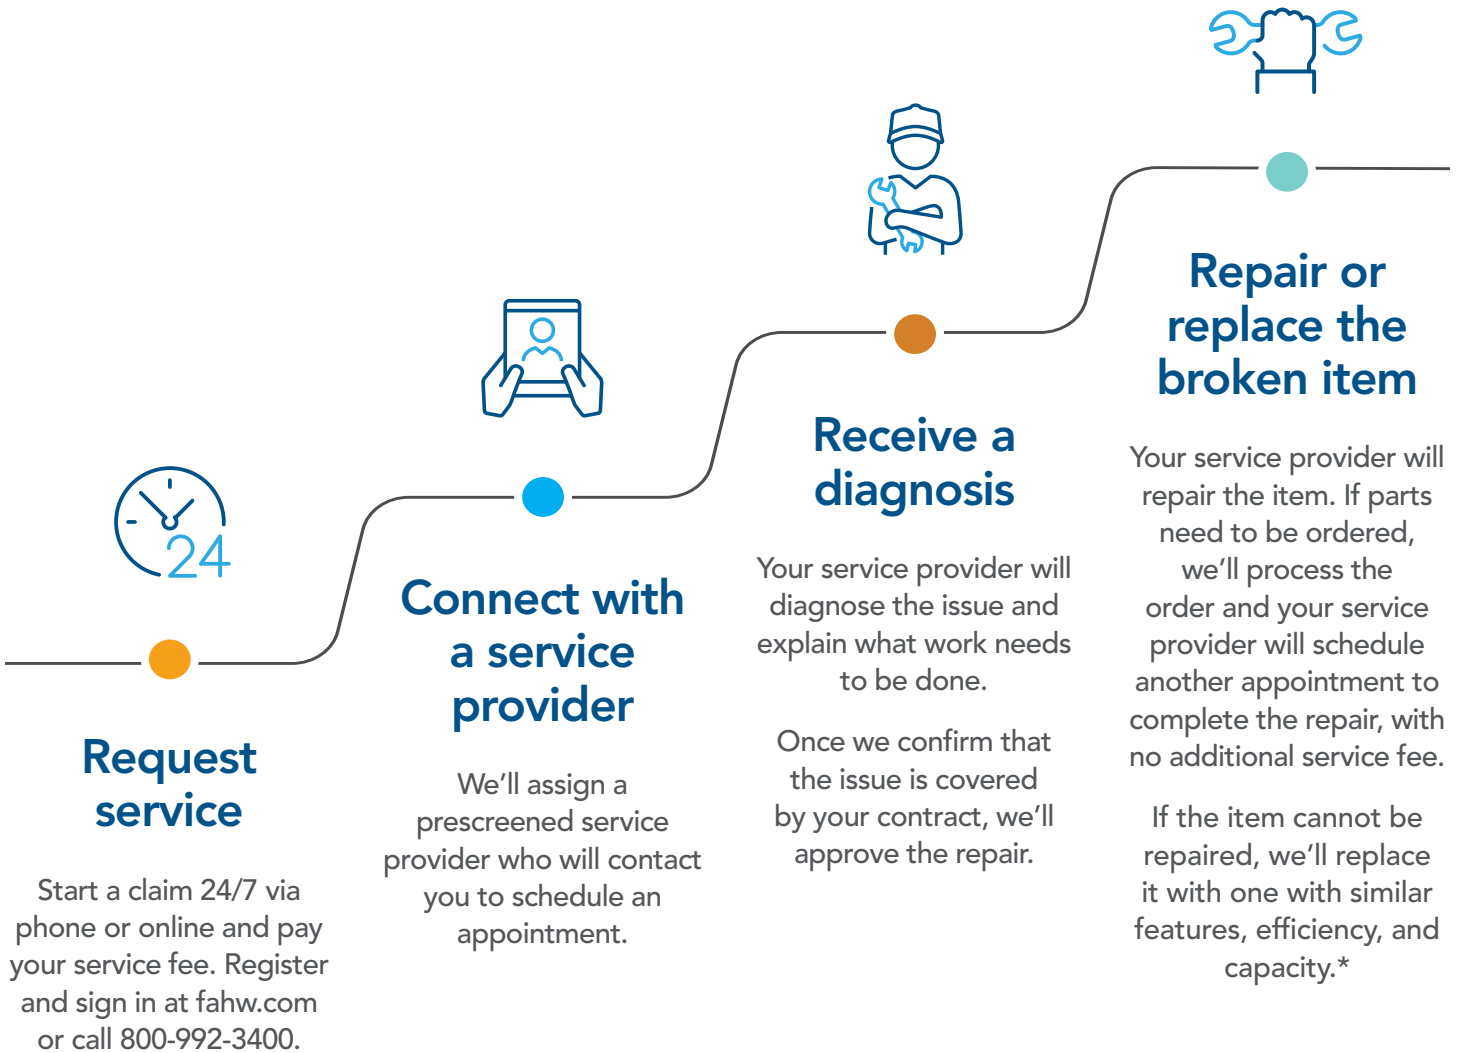 24
Request
service
Start a claim 24/7 via
phone or online and pay
your service fee. Register
and sign in at fahw.com
or call 800-992-3400.
Connect with
a service
provider
We’ll assign a
prescreened service
provider who will contact
you to schedule an
appointment.
Receive a
diagnosis
Your service provider will
diagnose the issue and
explain what work needs
to be done.
Once we confirm that
the issue is covered
by your contract, we’ll
approve the repair.
Repair or
replace the
broken item
Your service provider will
repair the item. If parts
need to be ordered,
we’ll process the
order and your service
provider will schedule
another appointment to
complete the repair, with
no additional service fee.
If the item cannot be
repaired, we’ll replace
it with one with similar
features, efficiency, and
capacity.*